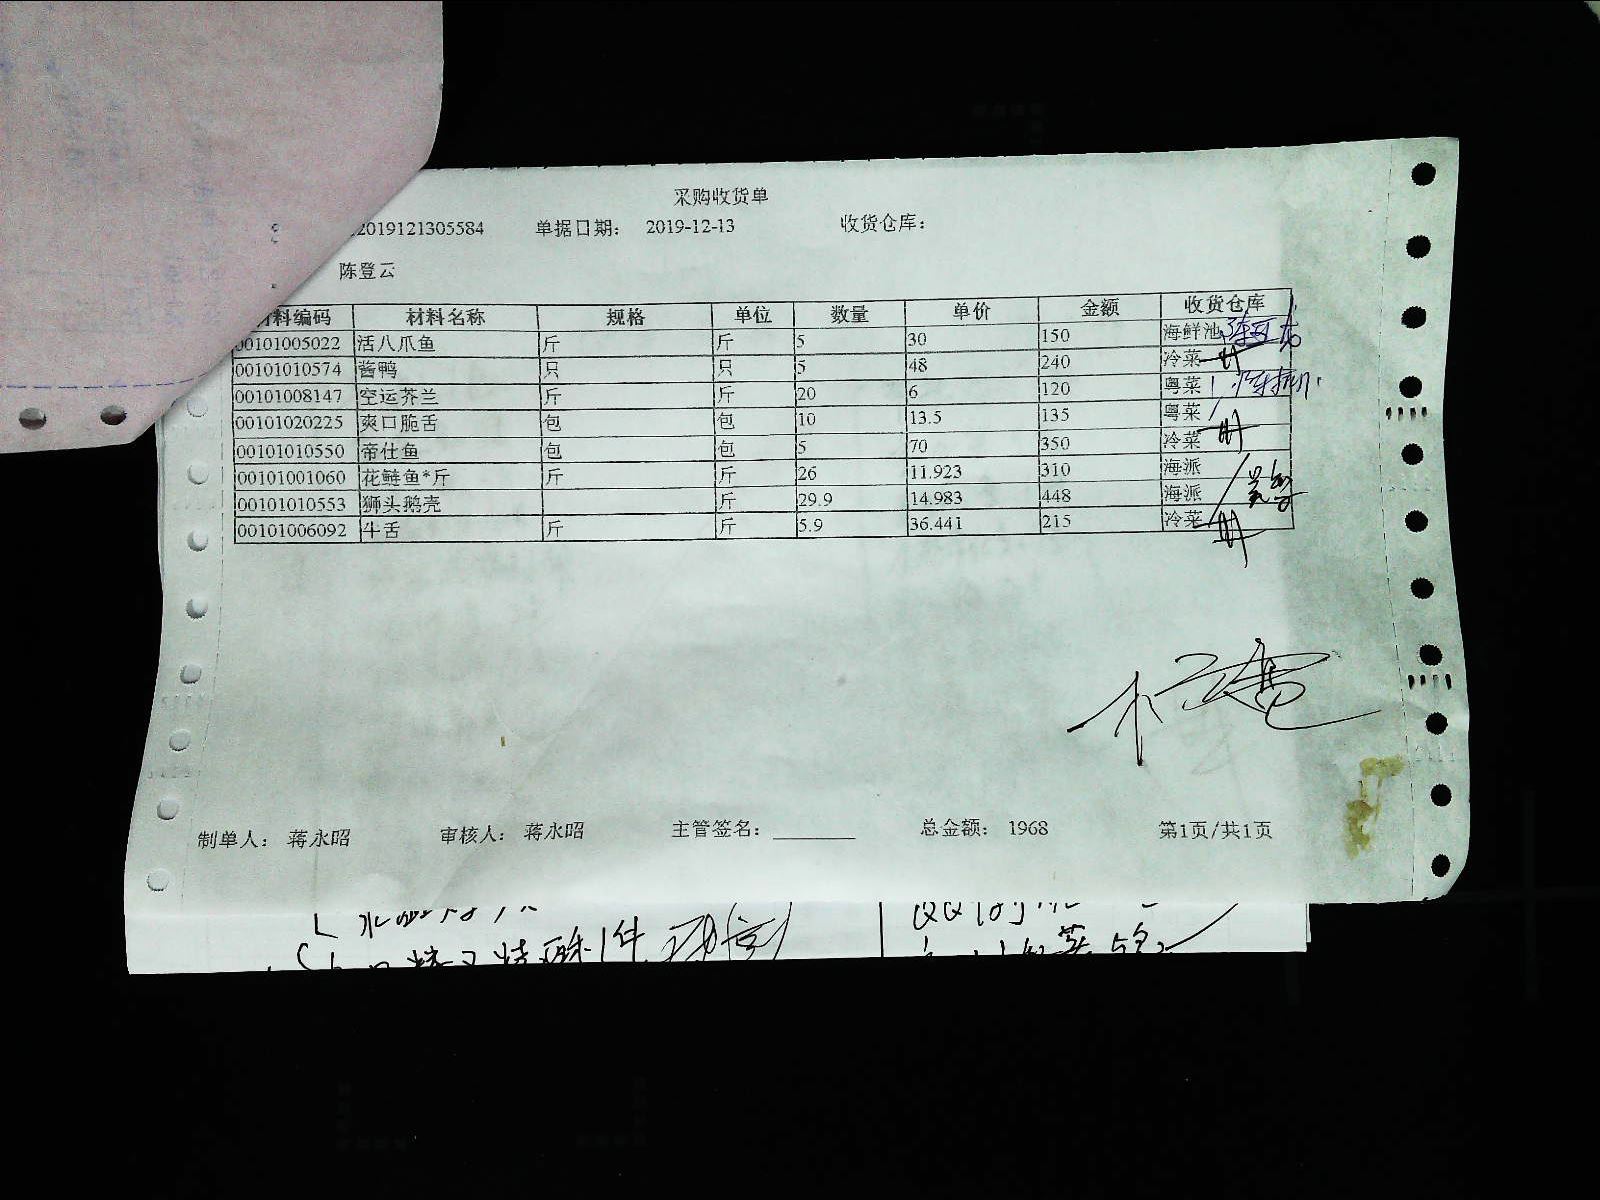 采购收货单
2019121305584 单据日期： 2019-12-13 收货仓库：
陈登云
材料编码 材料名称 规格 单位 数量 单价 金额 收货仓库
00101005022 活八爪鱼 斤 斤 5 30 150 海鲜池
00101010574 酱鸭 只 只 5 48 240 冷菜
00101008147 空运芥兰 斤 斤 20 6 120 粤菜
00101020225 爽口脆舌 包 包 10 13.5 135 粤菜
00101010550 帝仕鱼 包 包 5 70 350 冷菜
00101001060 花鲢鱼*斤 斤 斤 26 11.923 310 海派
00101010553 狮头鹅壳 斤 29.9 14.983 448 海派
00101006092 牛舌 斤 斤 5.9 36.441 215 冷菜
制单人： 蒋永昭 审核人： 蒋永昭 主管签名： 总金额： 1968 第1页/共1页